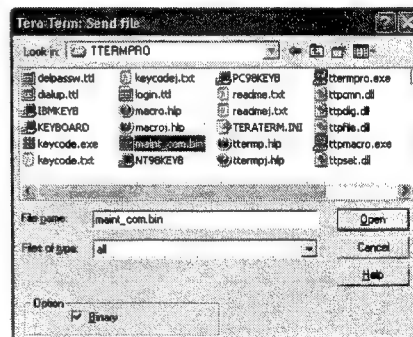 Tera Term: Send file
Look in: TTERMPRO
delpassw.ttl
dialup.ttl
IBMKEYB
KEYBOARD
keycode.exe
keycode.txt
keycodej.txt
login.ttl
macro.hlp
macroj.hlp
maint_com.bin
NT98KEYB
PC98KEYB
readme.txt
readmej.txt
TERATERM.INI
ttermp.hlp
ttermpj.hlp
ttermpro.exe
ttpcmn.dll
ttpdlg.dll
ttpfile.dll
ttpmacro.exe
ttpset.dll
File name: maint_com.bin
Open
Files of type: all
Cancel
Help
Option
Binary